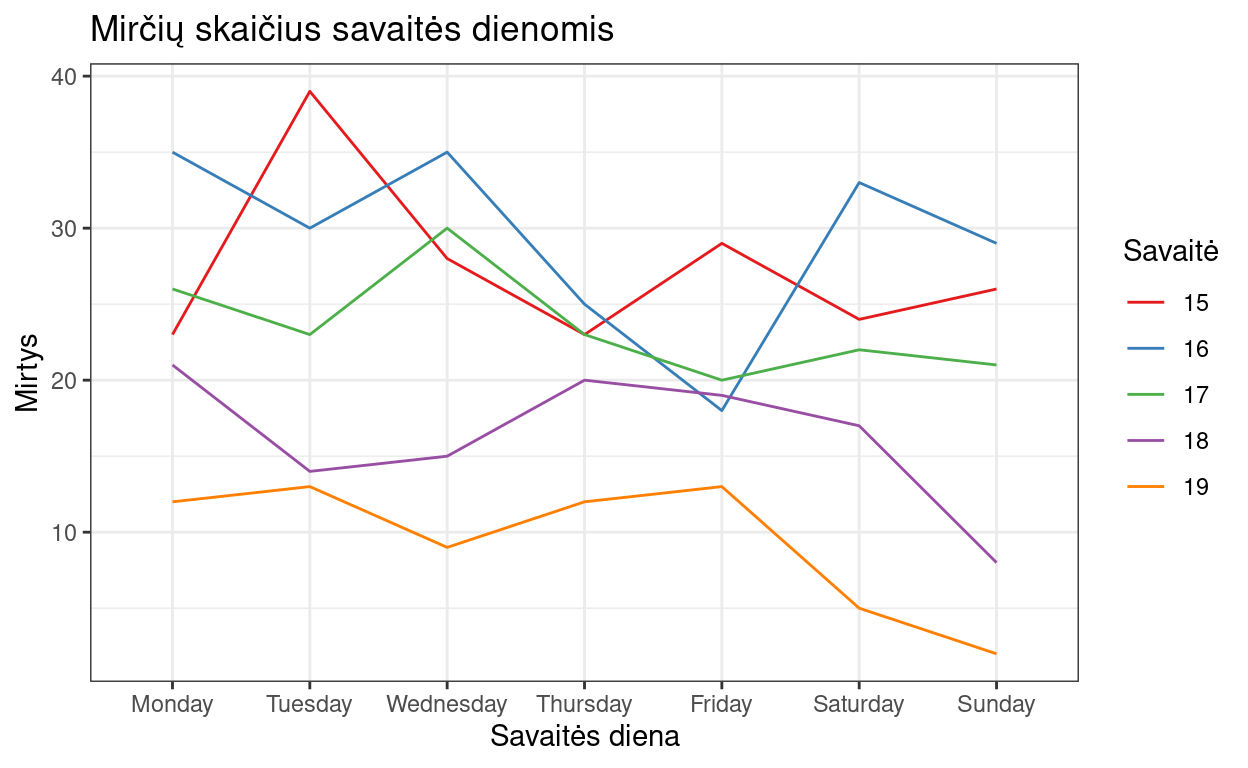 Mirčių skaičius savaitės dienomis
Mirtys
40
30
20
10
Monday Tuesday Wednesday Thursday Friday Saturday Sunday
Savaitės diena
Savaitė
15
16
17
18
19